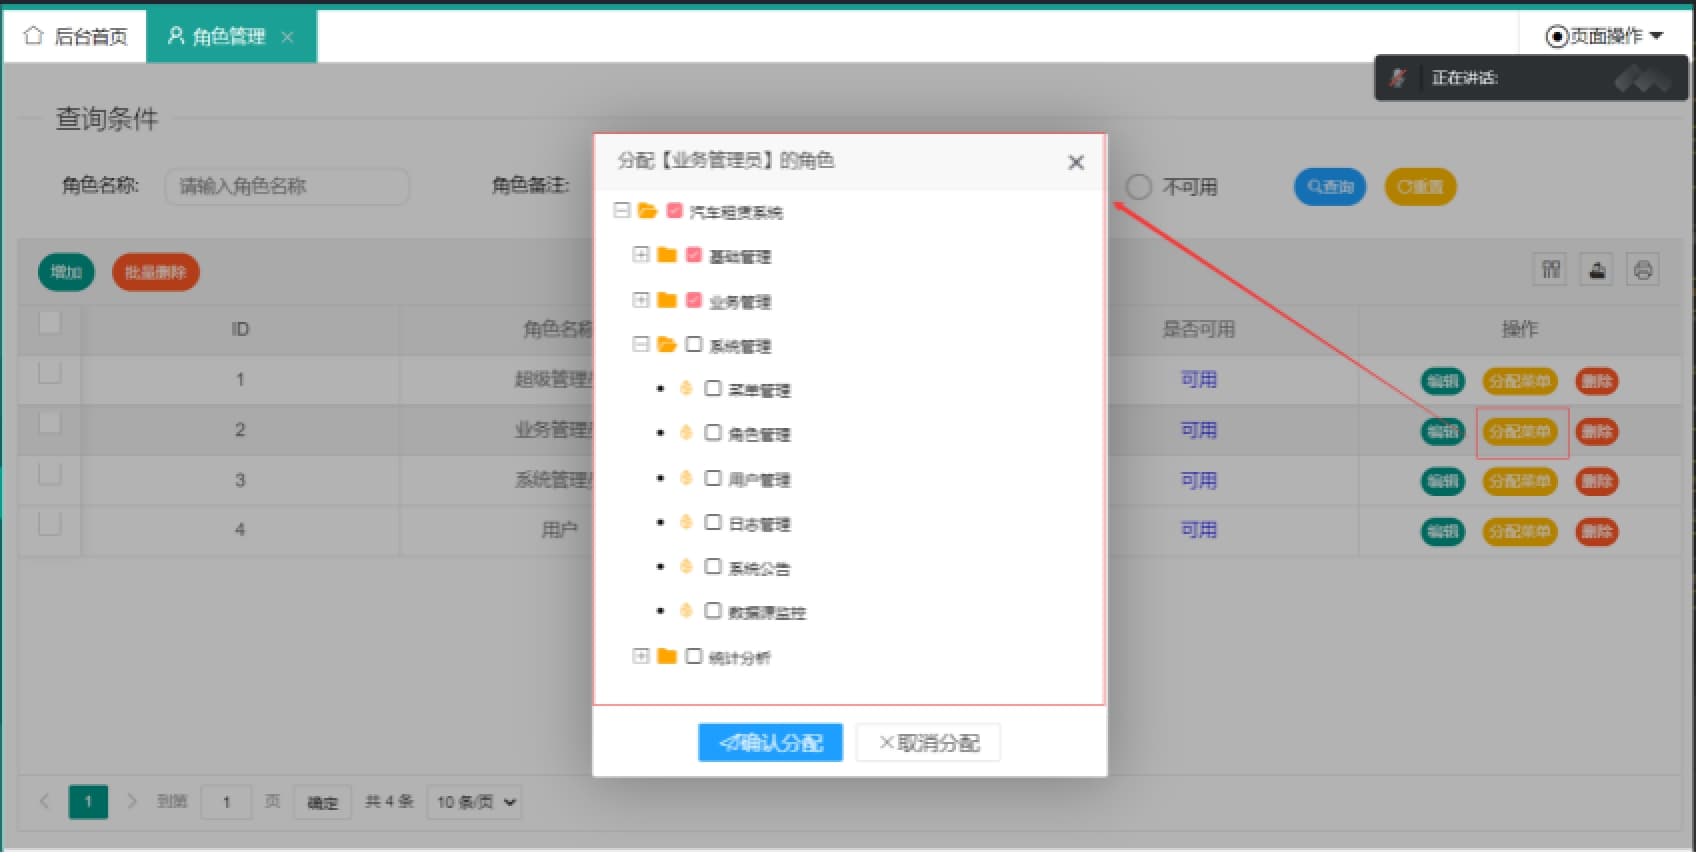 后台首页 角色管理 页面操作
正在讲话:
查询条件
角色名称: 请输入角色名称 角色备注: 不可用 查询 重置
增加 批量删除
ID 角色名称 是否可用 操作
1 超级管理员 可用 编辑 分配菜单 删除
2 业务管理员 可用 编辑 分配菜单 删除
3 系统管理员 可用 编辑 分配菜单 删除
4 用户 可用 编辑 分配菜单 删除
分配【业务管理员】的角色
汽车租赁系统
基础管理
业务管理
系统管理
菜单管理
角色管理
用户管理
日志管理
系统公告
数据源监控
统计分析
确认分配 取消分配
1 到第 1 页 确定 共 4 条 10 条/页